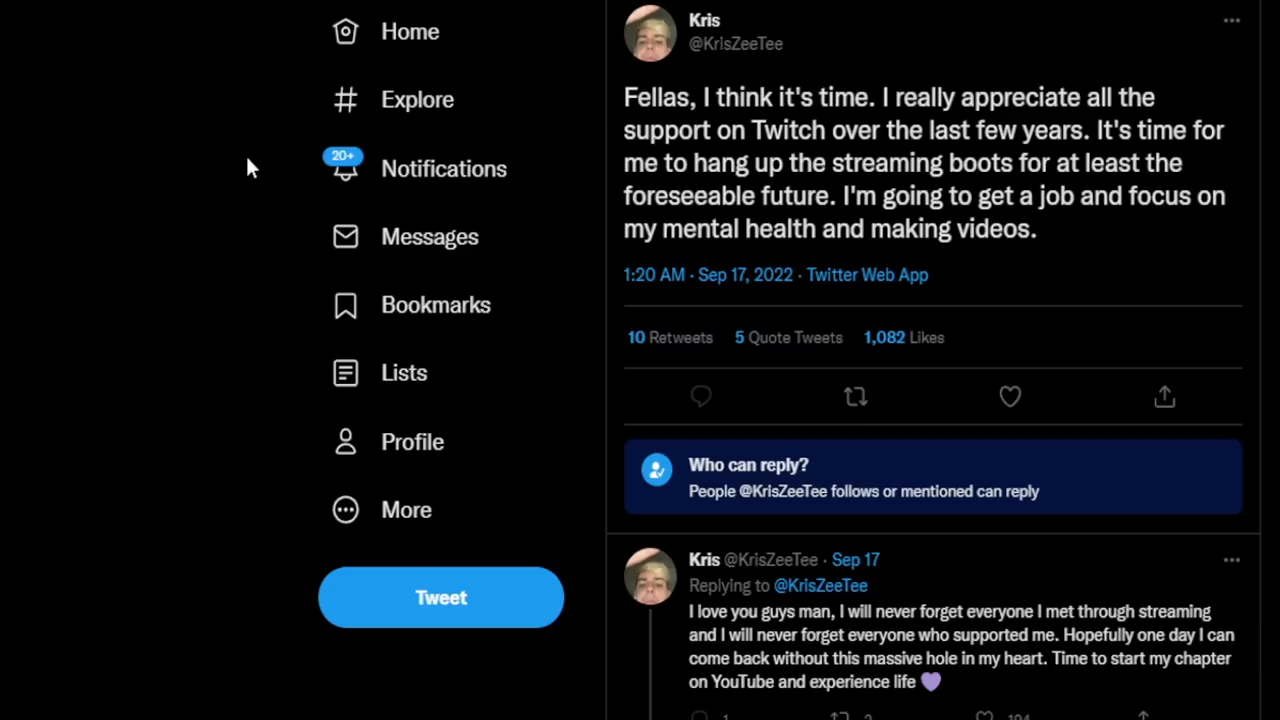 Home
Explore
20+
Notifications
Messages
Bookmarks
Lists
Profile
More
Tweet
Kris
@KrisZeeTee
Fellas, I think it's time. I really appreciate all the
support on Twitch over the last few years. It's time for
me to hang up the streaming boots for at least the
foreseeable future. I'm going to get a job and focus on
my mental health and making videos.
1:20 AM · Sep 17, 2022 · Twitter Web App
10 Retweets 5 Quote Tweets 1,082 Likes
Who can reply?
People @KrisZeeTee follows or mentioned can reply
Kris @KrisZeeTee · Sep 17
Replying to @KrisZeeTee
I love you guys man, I will never forget everyone I met through streaming
and I will never forget everyone who supported me. Hopefully one day I can
come back without this massive hole in my heart. Time to start my chapter
on YouTube and experience life 💜